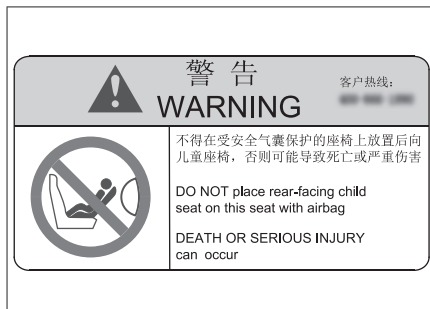 警 告
WARNING
客户热线：
不得在受安全气囊保护的座椅上放置后向
儿童座椅，否则可能导致死亡或严重伤害
DO NOT place rear-facing child
seat on this seat with airbag
DEATH OR SERIOUS INJURY
can occur